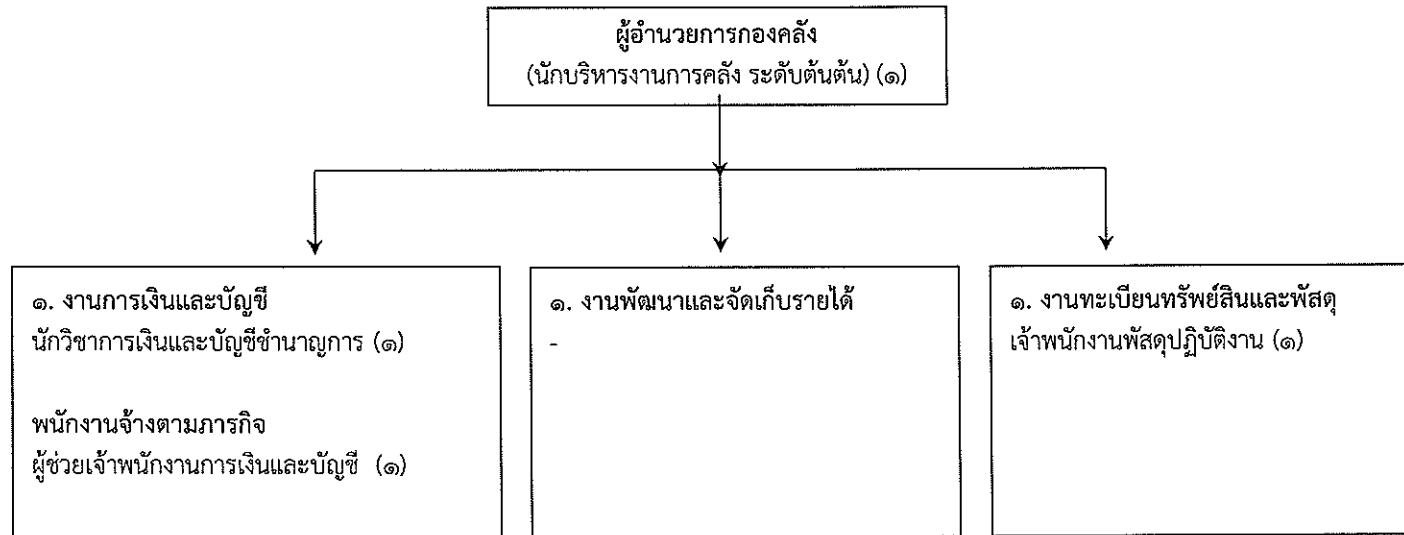 ผู้อำนวยการกองคลัง
(นักบริหารงานการคลัง ระดับต้นต้น) (๑)
๑. งานการเงินและบัญชี
นักวิชาการเงินและบัญชีชำนาญการ (๑)
พนักงานจ้างตามภารกิจ
ผู้ช่วยเจ้าพนักงานการเงินและบัญชี (๑)
๑. งานพัฒนาและจัดเก็บรายได้
-
๑. งานทะเบียนทรัพย์สินและพัสดุ
เจ้าพนักงานพัสดุปฏิบัติงาน (๑)